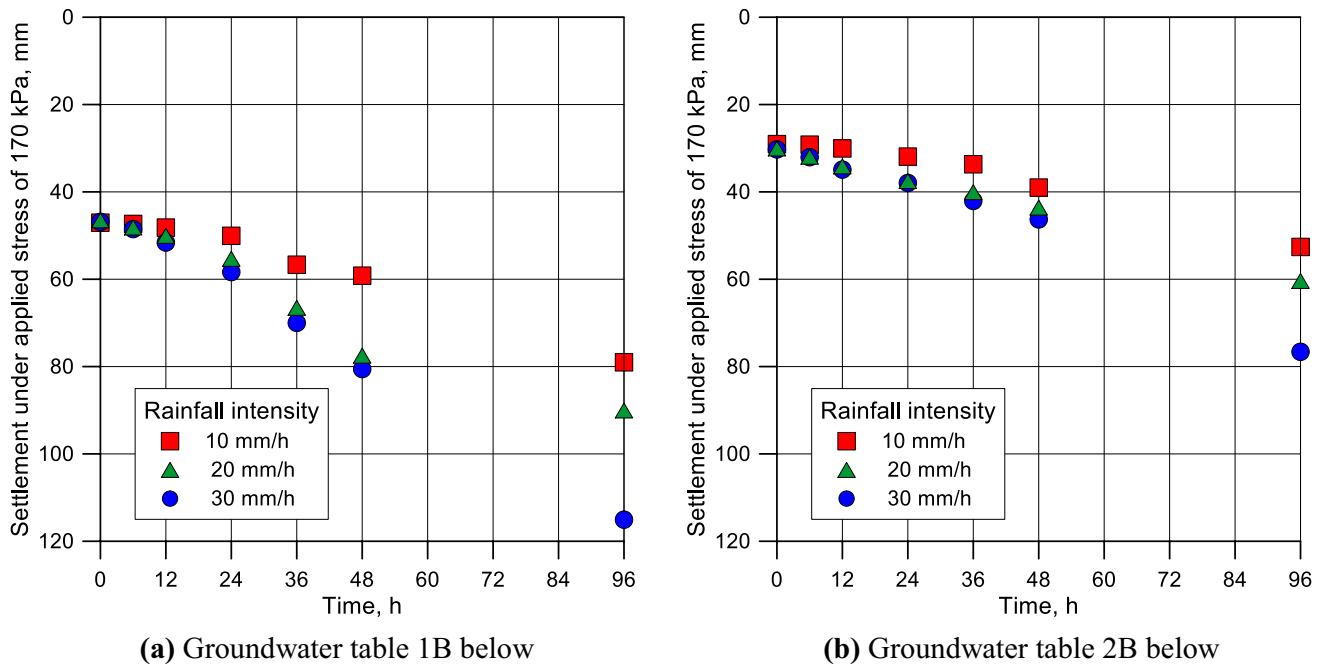 Settlement under applied stress of 170 kPa, mm
0
20
40
60
80
100
120
Rainfall intensity
10 mm/h
20 mm/h
30 mm/h
0 12 24 36 48 60 72 84 96
Time, h
(a) Groundwater table 1B below
Settlement under applied stress of 170 kPa, mm
0
20
40
60
80
100
120
Rainfall intensity
10 mm/h
20 mm/h
30 mm/h
0 12 24 36 48 60 72 84 96
Time, h
(b) Groundwater table 2B below